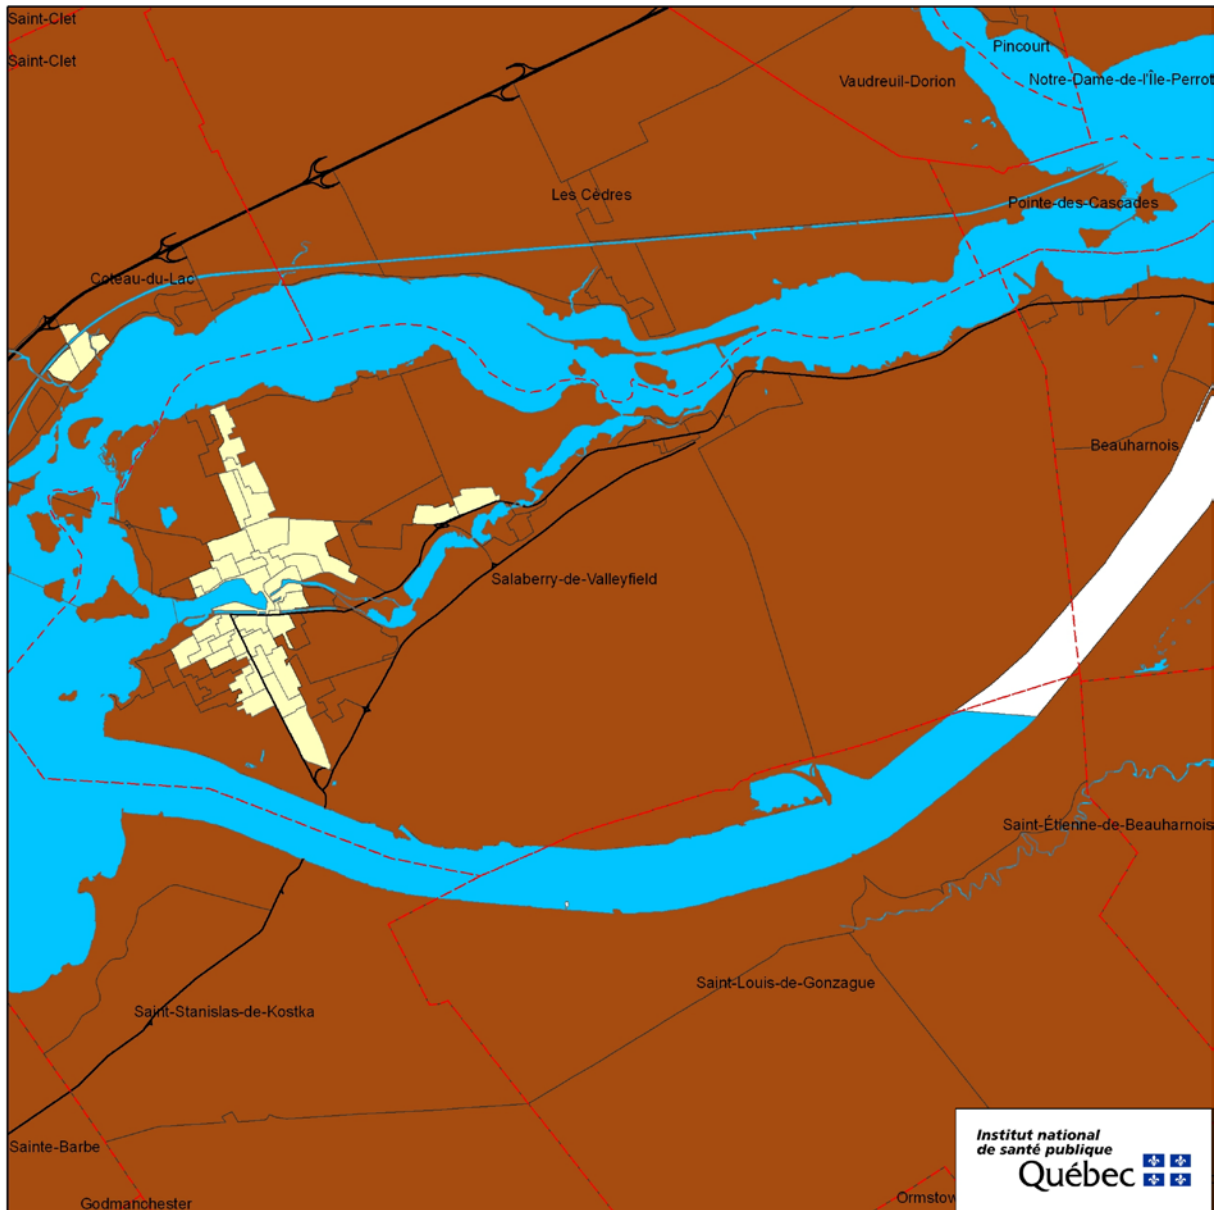 Saint-Clet
Pincourt
Saint-Clet
Vaudreuil-Dorion
Notre-Dame-de-l'Île-Perrot
Les Cèdres
Pointe-des-Cascades
Coteau-du-Lac
Beauharnois
Salaberry-de-Valleyfield
Saint-Étienne-de-Beauharnois
Saint-Louis-de-Gonzague
Saint-Stanislas-de-Kostka
Sainte-Barbe
Godmanchester
Ormstow
Institut national
de santé publique
Québec